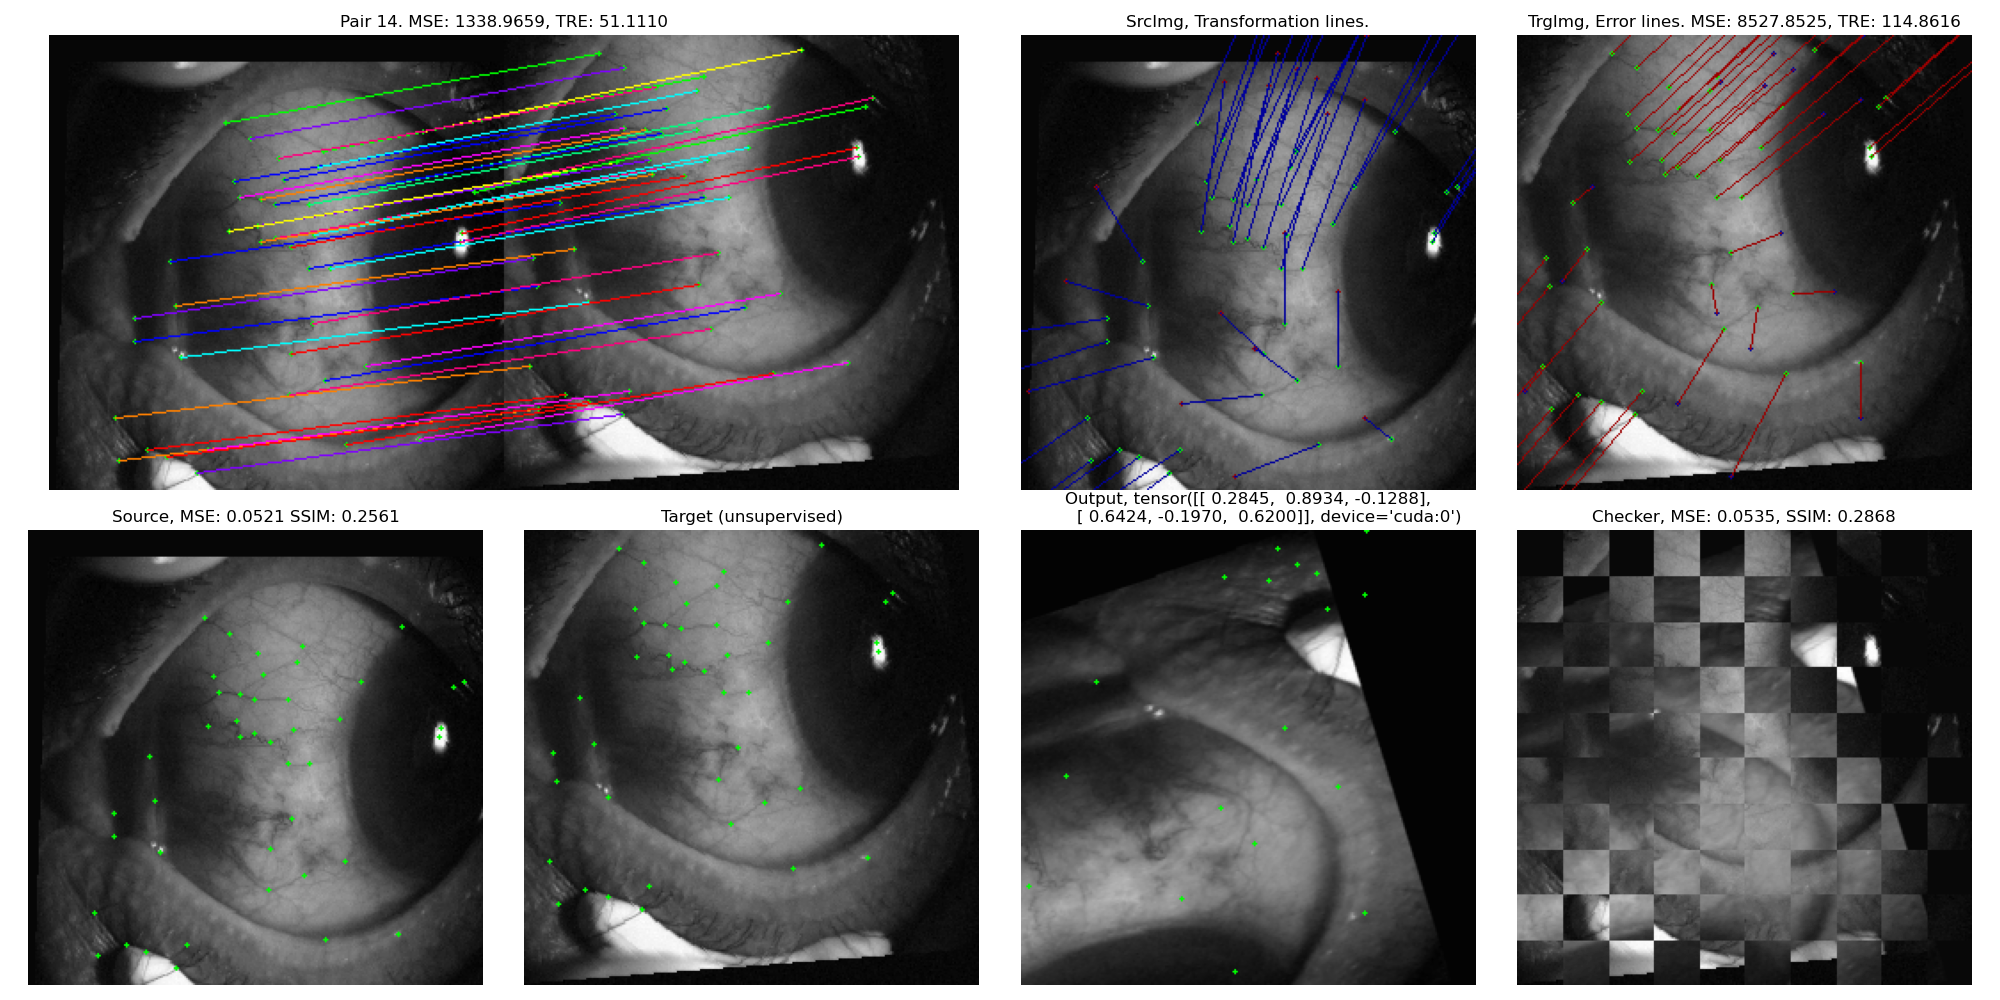 Pair 14. MSE: 1338.9659, TRE: 51.1110
SrcImg, Transformation lines.
TrgImg, Error lines. MSE: 8527.8525, TRE: 114.8616
Source, MSE: 0.0521 SSIM: 0.2561
Target (unsupervised)
Output, tensor([[ 0.2845,  0.8934, -0.1288],
[ 0.6424, -0.1970,  0.6200]], device='cuda:0')
Checker, MSE: 0.0535, SSIM: 0.2868